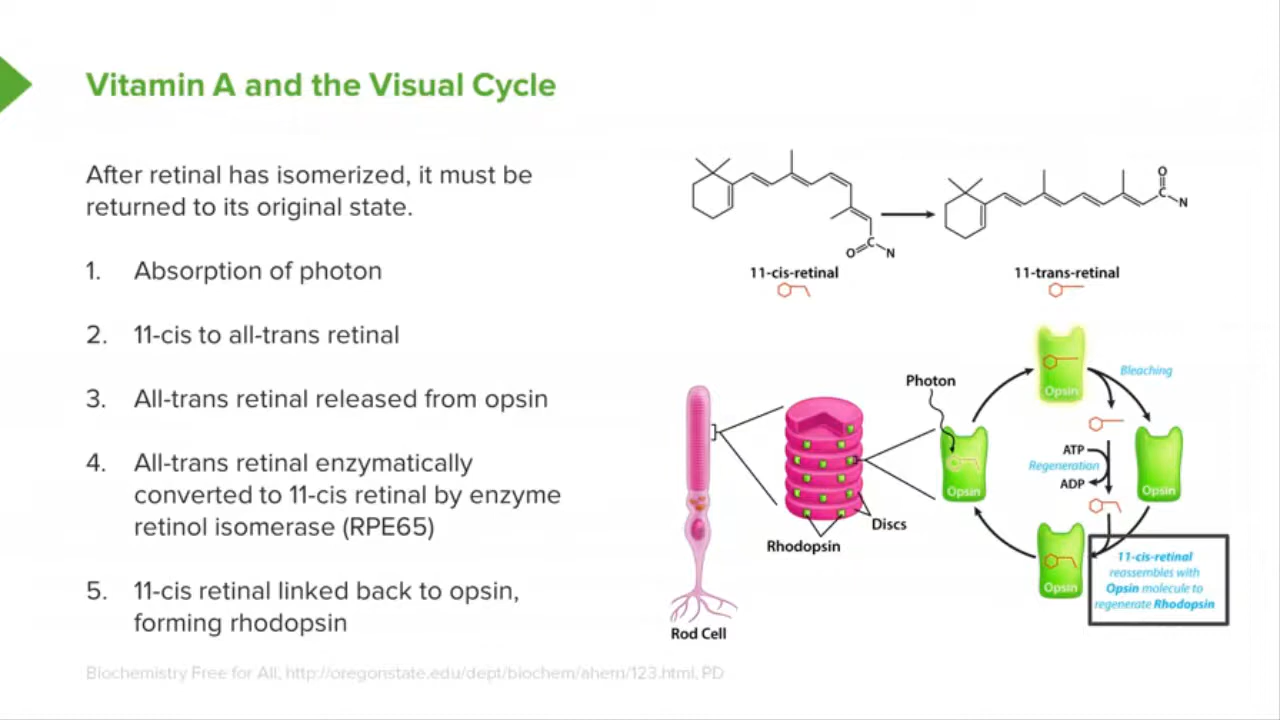 Vitamin A and the Visual Cycle
After retinal has isomerized, it must be
returned to its original state.
1. Absorption of photon
2. 11-cis to all-trans retinal
3. All-trans retinal released from opsin
4. All-trans retinal enzymatically
converted to 11-cis retinal by enzyme
retinol isomerase (RPE65)
5. 11-cis retinal linked back to opsin,
forming rhodopsin
Biochemistry Free for All, http://oregonstate.edu/dept/biochem/ahern/123.html, PD
O
C
N
11-cis-retinal
O
C
N
11-trans-retinal
Rod Cell
Rhodopsin
Discs
Photon
Opsin
Opsin
Bleaching
ATP
Regeneration
ADP
Opsin
Opsin
11-cis-retinal
reassembles with
Opsin molecule to
regenerate Rhodopsin